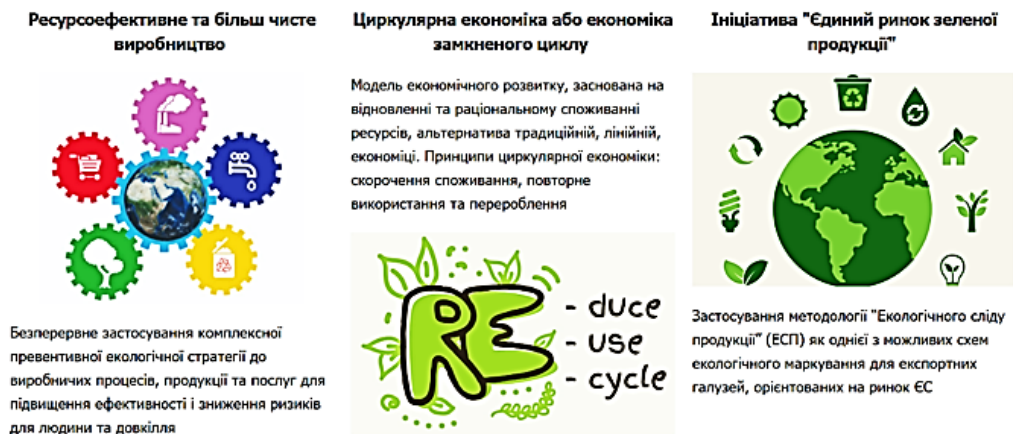 Ресурсоефективне та більш чисте
виробництво
Безперервне застосування комплексної
превентивної екологічної стратегії до
виробничих процесів, продукції та послуг для
підвищення ефективності і зниження ризиків
для людини та довкілля
Циркулярна економіка або економіка
замкненого циклу
Модель економічного розвитку, заснована на
відновленні та раціональному споживанні
ресурсів, альтернатива традиційній, лінійній,
економіці. Принципи циркулярної економіки:
скорочення споживання, повторне
використання та перероблення
RE
- duce
- use
- cycle
Ініціатива "Єдиний ринок зеленої
продукції"
Застосування методології "Екологічного сліду
продукції" (ЕСП) як однієї з можливих схем
екологічного маркування для експортних
галузей, орієнтованих на ринок ЄС